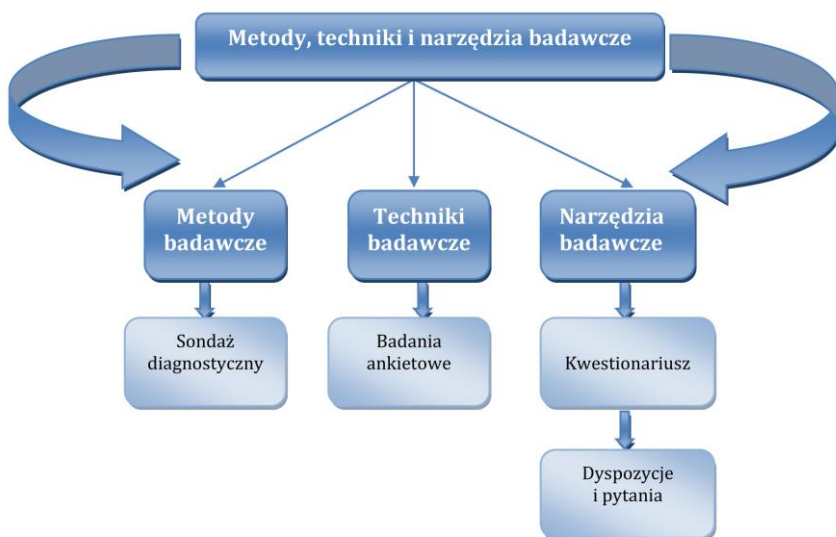 Metody, techniki i narzędzia badawcze
Metody
badawcze
Techniki
badawcze
Narzędzia
badawcze
Sondaż
diagnostyczny
Badania
ankietowe
Kwestionariusz
Dyspozycje
i pytania